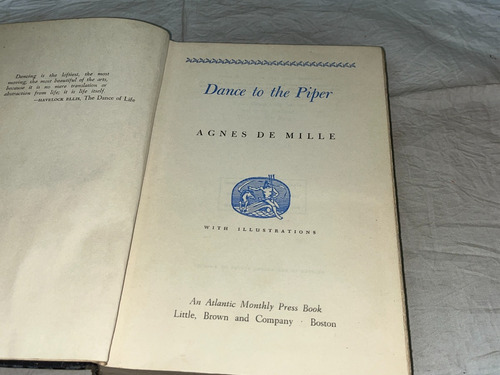 Dancing is the loftiest, the most
moving, the most beautiful of the arts,
because it is no mere translation or
abstraction from life; it is life itself.
—HAVELOCK ELLIS, The Dance of Life
Dance to the Piper
AGNES DE MILLE
WITH ILLUSTRATIONS
An Atlantic Monthly Press Book
Little, Brown and Company · Boston